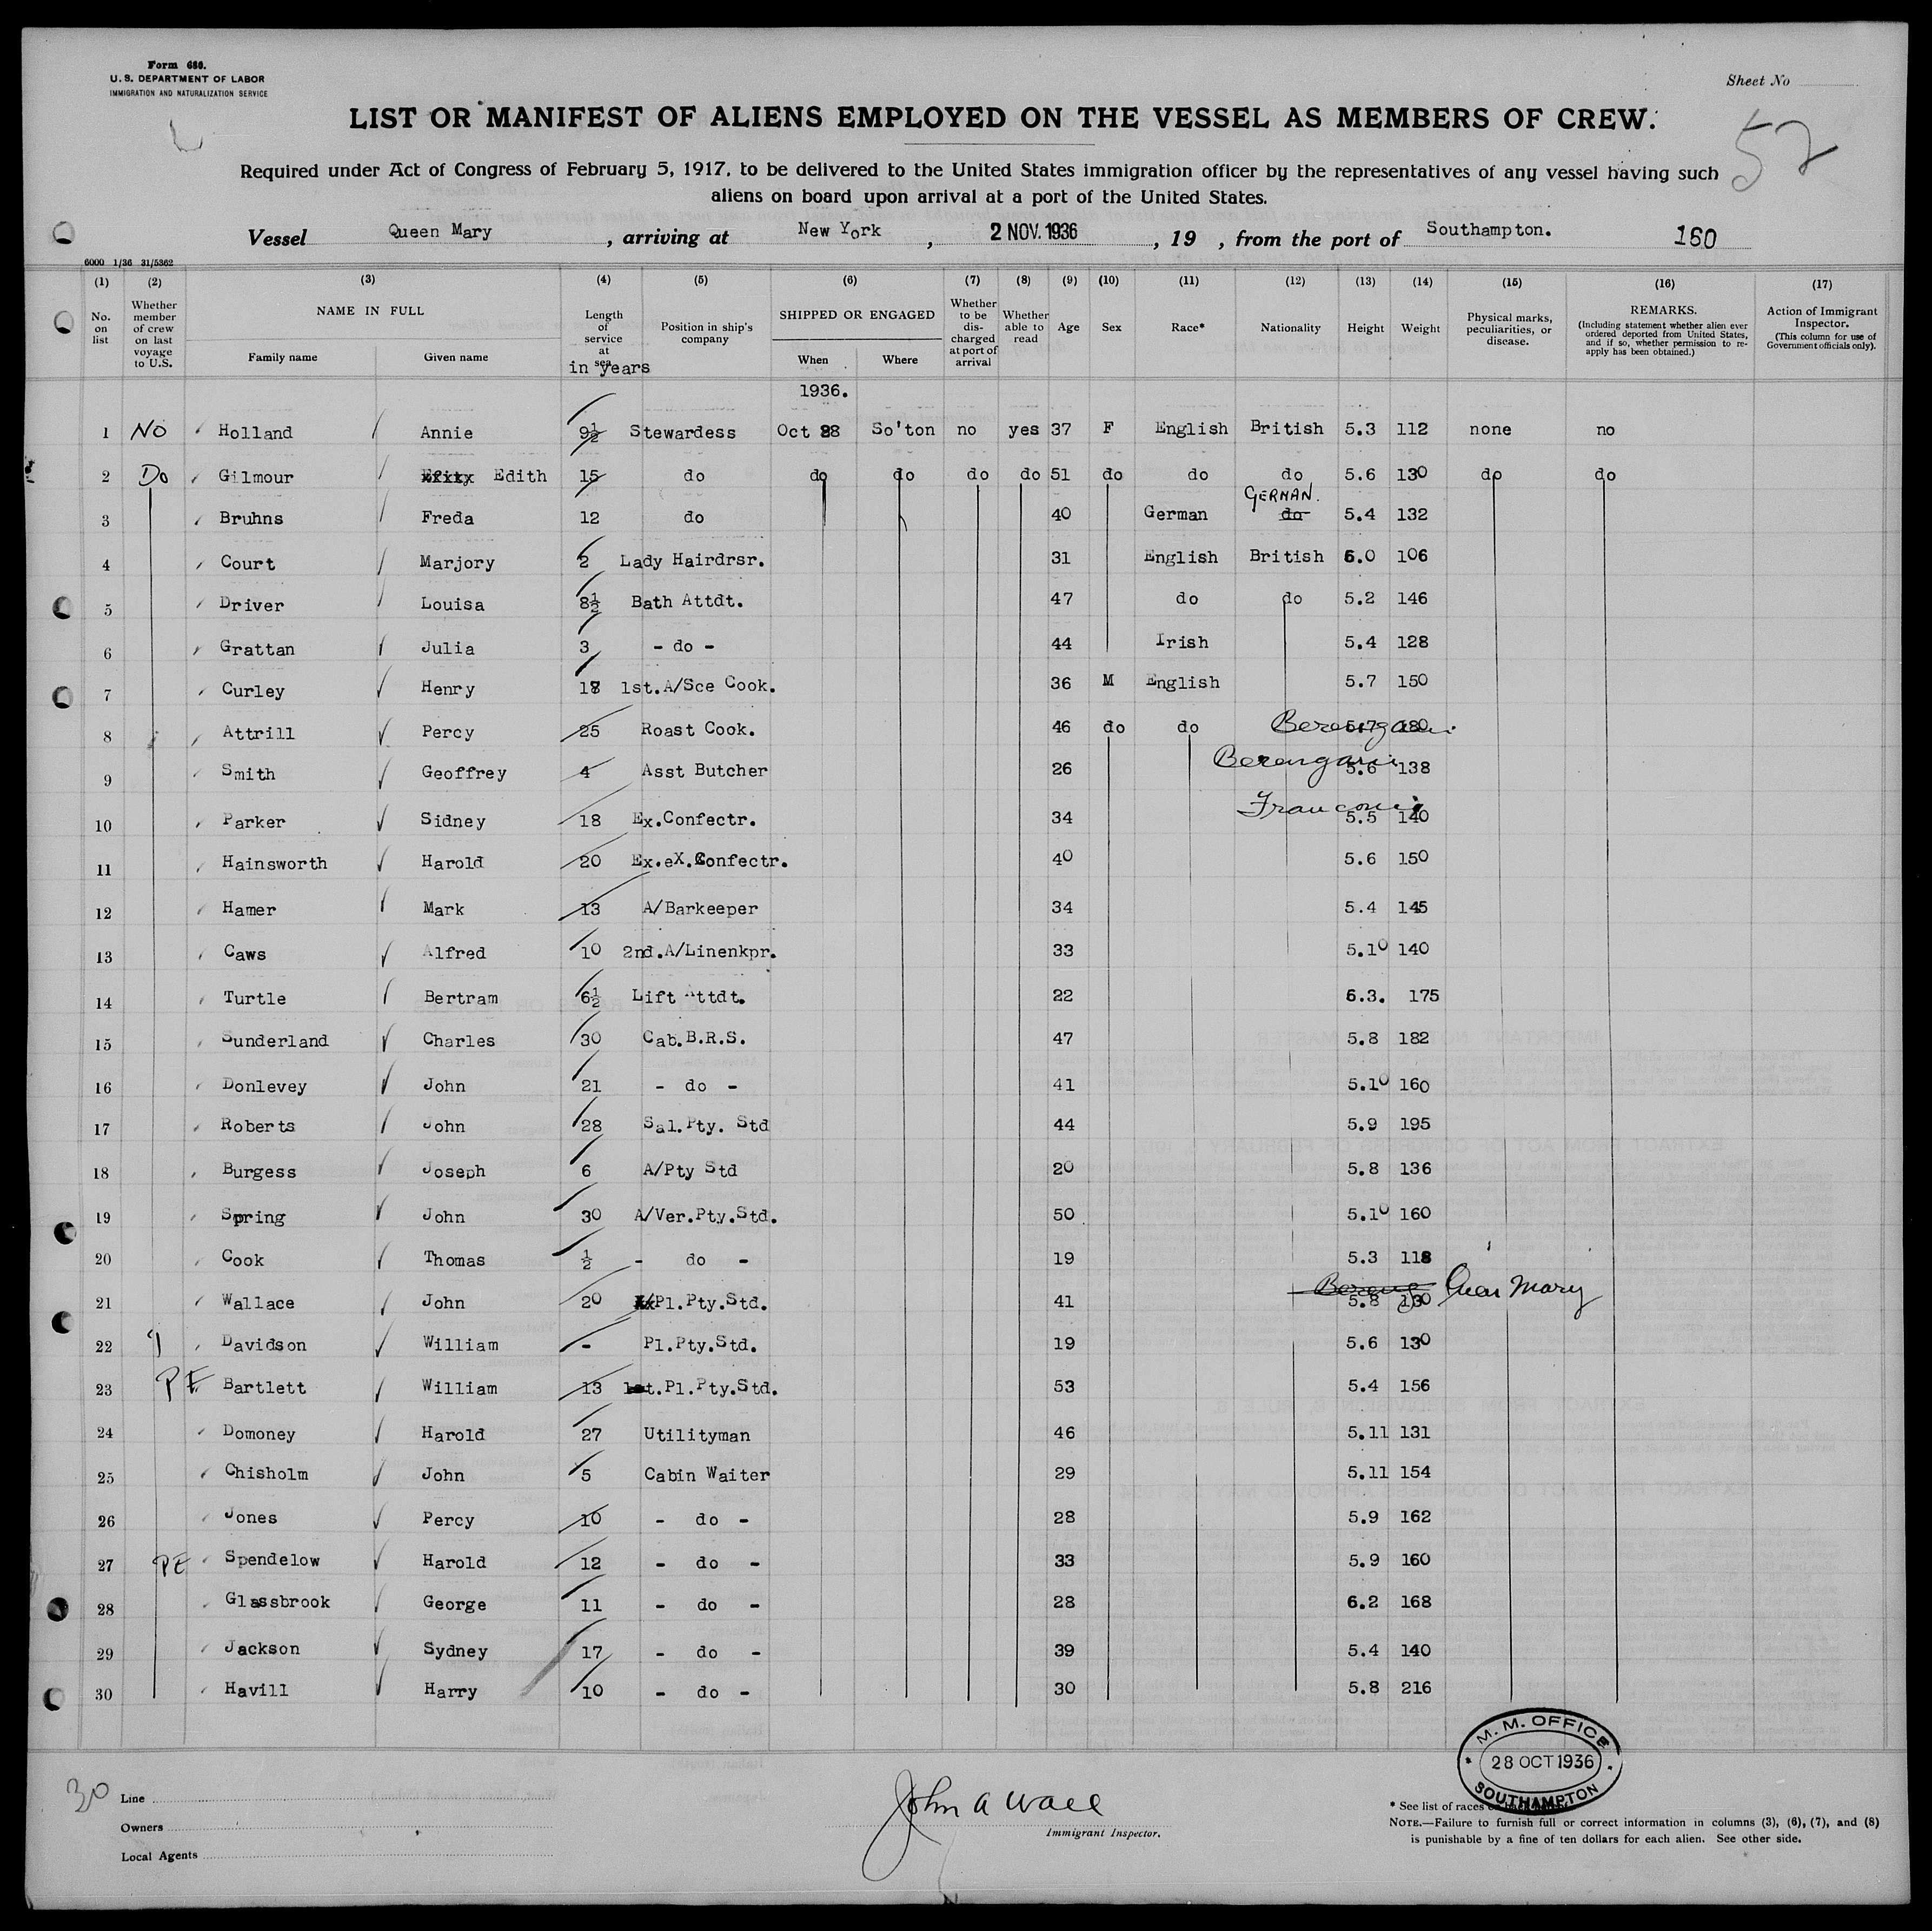 Form 680.
U. S. DEPARTMENT OF LABOR
IMMIGRATION AND NATURALIZATION SERVICE
Sheet No
LIST OR MANIFEST OF ALIENS EMPLOYED ON THE VESSEL AS MEMBERS OF CREW.
52
Required under Act of Congress of February 5, 1917, to be delivered to the United States immigration officer by the representatives of any vessel having such
aliens on board upon arrival at a port of the United States.
Vessel Queen Mary, arriving at New York, 2 NOV. 1936, 19 , from the port of Southampton. 160
6000 1/36 31/5362
(1) (2) (3) (4) (5) (6) (7) (8) (9) (10) (11) (12) (13) (14) (15) (16) (17)
No. on list
Whether member of crew on last voyage to U.S.
NAME IN FULL
Family name
Given name
Length of service at sea
in years
Position in ship's company
SHIPPED OR ENGAGED
When
Where
Whether to be discharged at port of arrival
Whether able to read
Age
Sex
Race*
Nationality
Height
Weight
Physical marks, peculiarities, or disease.
REMARKS.
(Including statement whether alien ever ordered deported from United States, and if so, whether permission to reapply has been obtained.)
Action of Immigrant Inspector.
(This column for use of Government officials only).
1936.
1 No Holland Annie 9½ Stewardess Oct 28 So'ton no yes 37 F English British 5.3 112 none no
2 Do Gilmour Edith 15 do do do do do 51 do do do 5.6 130 do do
3 Bruhns Freda 12 do 40 German GERMAN. do 5.4 132
4 Court Marjory 2 Lady Hairdrsr. 31 English British 6.0 106
5 Driver Louisa 8½ Bath Attdt. 47 do do 5.2 146
6 Grattan Julia 3 - do - 44 Irish 5.4 128
7 Curley Henry 18 1st.A/Sce Cook. 36 M English 5.7 150
8 Attrill Percy 25 Roast Cook. 46 do do Berengaria 5.7 180
9 Smith Geoffrey 4 Asst Butcher 26 Berengaria 5.6 138
10 Parker Sidney 18 Ex.Confectr. 34 Franconia 5.5 140
11 Hainsworth Harold 20 Ex.eX.Confectr. 40 5.6 150
12 Hamer Mark 13 A/Barkeeper 34 5.4 145
13 Caws Alfred 10 2nd.A/Linenkpr. 33 5.10 140
14 Turtle Bertram 6½ Lift Attdt. 22 6.3. 175
15 Sunderland Charles 30 Cab.B.R.S. 47 5.8 182
16 Donlevey John 21 - do - 41 5.10 160
17 Roberts John 28 Sal.Pty. Std 44 5.9 195
18 Burgess Joseph 6 A/Pty Std 20 5.8 136
19 Spring John 30 A/Ver.Pty.Std. 50 5.10 160
20 Cook Thomas ½ - do - 19 5.3 118
21 Wallace John 20 Pl.Pty.Std. 41 Bereng 5.8 130 Queen Mary
22 Davidson William - Pl.Pty.Std. 19 5.6 130
23 PE Bartlett William 13 1st.Pl.Pty.Std. 53 5.4 156
24 Domoney Harold 27 Utilityman 46 5.11 131
25 Chisholm John 5 Cabin Waiter 29 5.11 154
26 Jones Percy 10 - do - 28 5.9 162
27 PE Spendelow Harold 12 - do - 33 5.9 160
28 Glassbrook George 11 - do - 28 6.2 168
29 Jackson Sydney 17 - do - 39 5.4 140
30 Havill Harry 10 - do - 30 5.8 216
M. M. OFFICE
28 OCT 1936
SOUTHAMPTON
30
Line
Owners
Local Agents
John A Wall
Immigrant Inspector.
* See list of races
NOTE.—Failure to furnish full or correct information in columns (3), (6), (7), and (8)
is punishable by a fine of ten dollars for each alien. See other side.